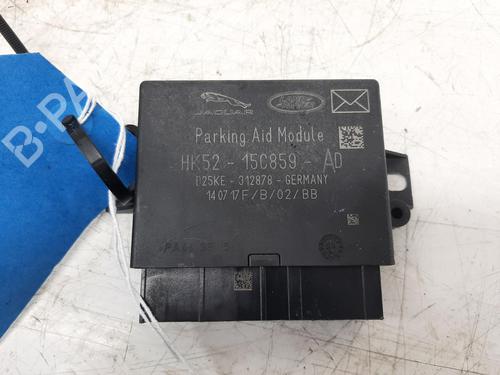 B-PA
JAGUAR
Parking Aid Module
HK52 - 15C859 - AD
D25KE - 312878 - GERMANY
140717F/B/02/BB